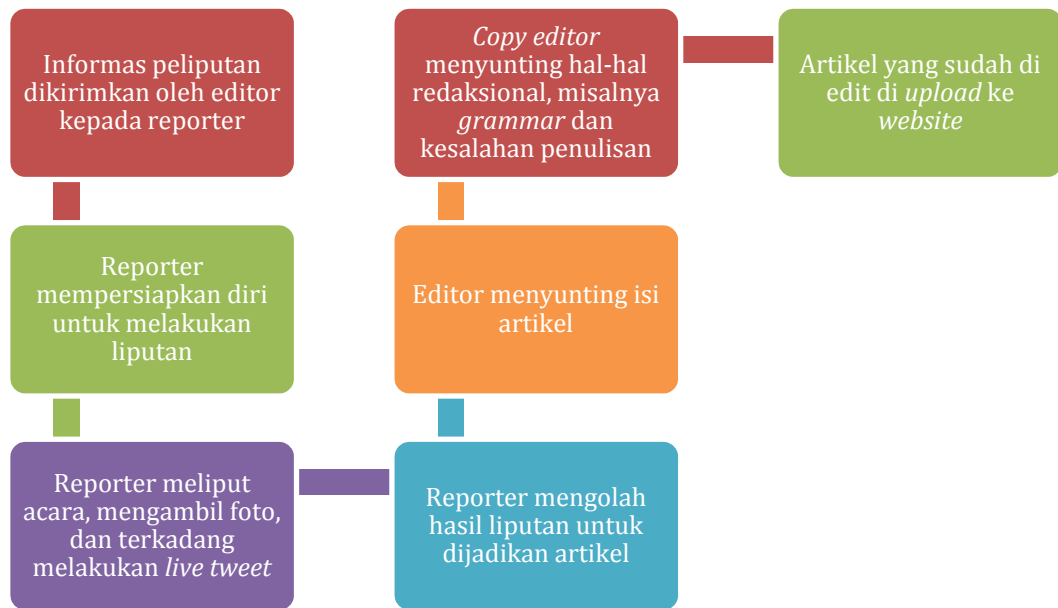 Informas peliputan
dikirimkan oleh editor
kepada reporter
Reporter
mempersiapkan diri
untuk melakukan
liputan
Reporter meliput
acara, mengambil foto,
dan terkadang
melakukan live tweet
Reporter mengolah
hasil liputan untuk
dijadikan artikel
Editor menyunting isi
artikel
Copy editor
menyunting hal-hal
redaksional, misalnya
grammar dan
kesalahan penulisan
Artikel yang sudah di
edit di upload ke
website